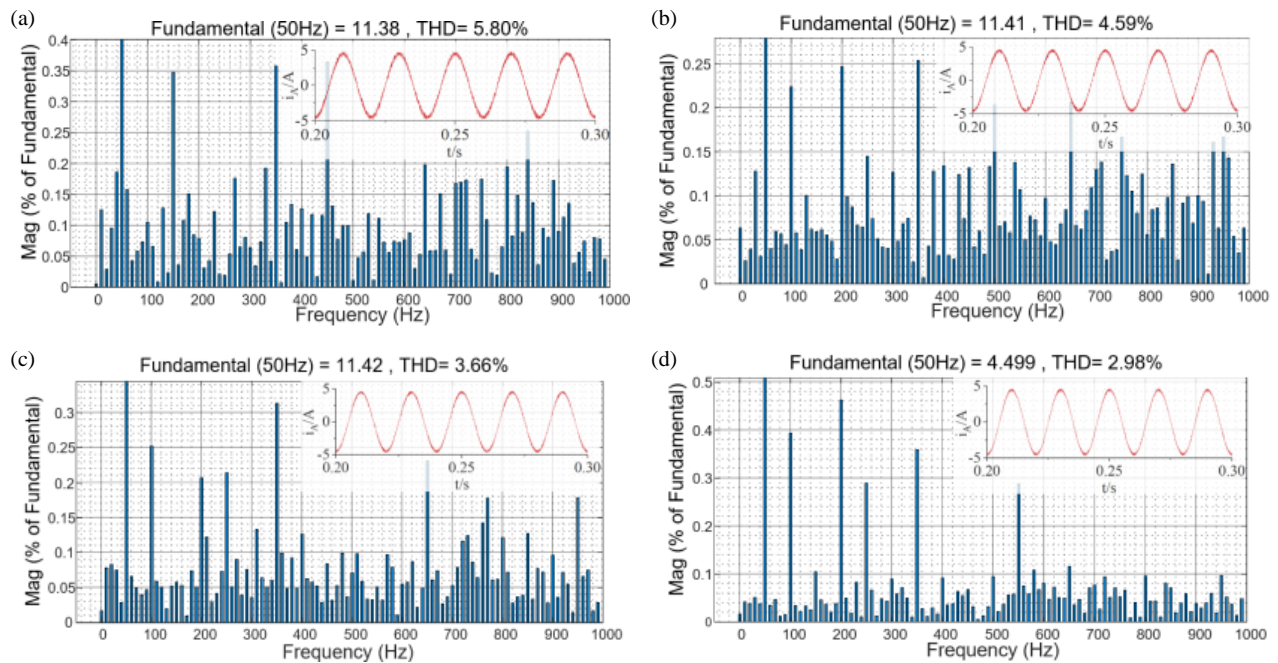 (a)
Fundamental (50Hz) = 11.38 , THD= 5.80%
Mag (% of Fundamental)
0.4
0.35
0.3
0.25
0.2
0.15
0.1
0.05
0
i_A/A
5
0
-5
0.20 0.25 0.30
t/s
0 100 200 300 400 500 600 700 800 900 1000
Frequency (Hz)
(b)
Fundamental (50Hz) = 11.41 , THD= 4.59%
Mag (% of Fundamental)
0.25
0.2
0.15
0.1
0.05
0
i_A/A
5
0
-5
0.20 0.25 0.30
t/s
0 100 200 300 400 500 600 700 800 900 1000
Frequency (Hz)
(c)
Fundamental (50Hz) = 11.42 , THD= 3.66%
Mag (% of Fundamental)
0.3
0.25
0.2
0.15
0.1
0.05
0
i_A/A
5
0
-5
0.20 0.25 0.30
t/s
0 100 200 300 400 500 600 700 800 900 1000
Frequency (Hz)
(d)
Fundamental (50Hz) = 4.499 , THD= 2.98%
Mag (% of Fundamental)
0.5
0.4
0.3
0.2
0.1
0
i_A/A
5
0
-5
0.20 0.25 0.30
t/s
0 100 200 300 400 500 600 700 800 900 1000
Frequency (Hz)